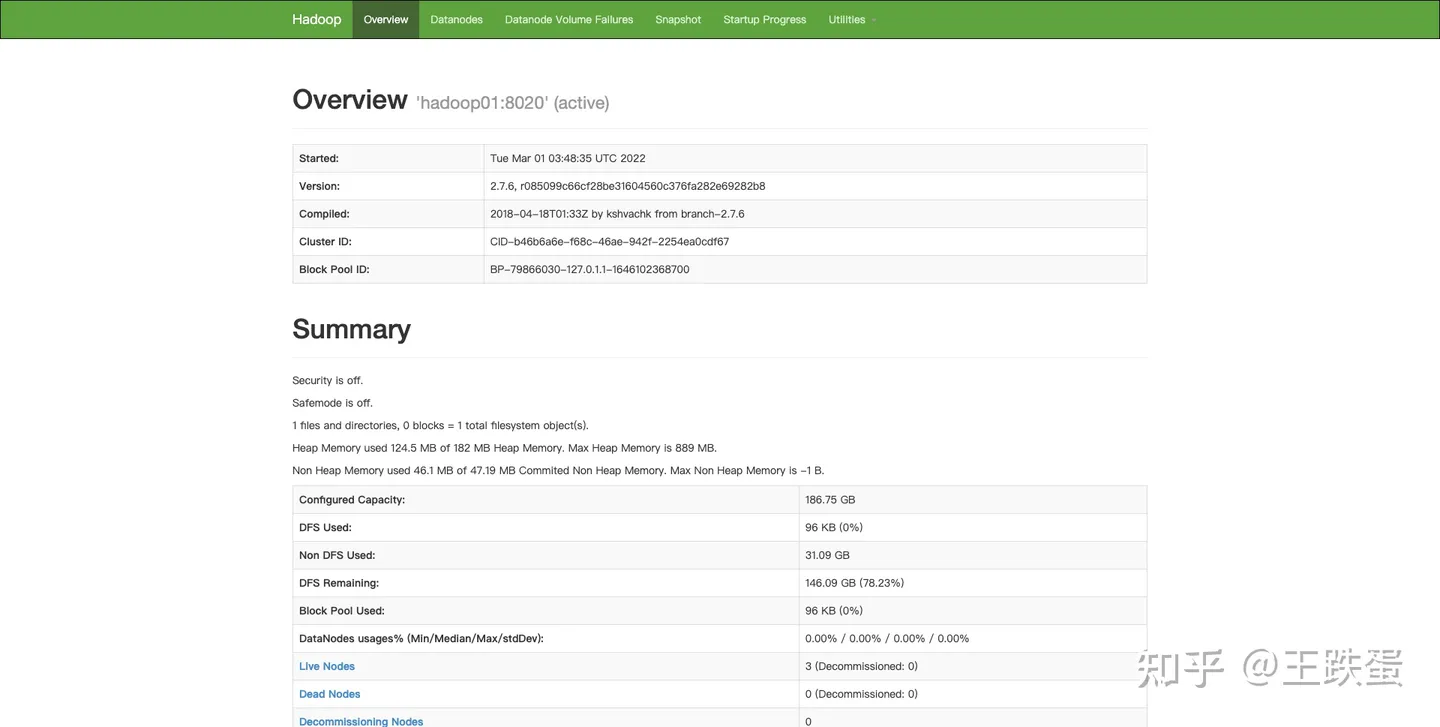 Hadoop Overview Datanodes Datanode Volume Failures Snapshot Startup Progress Utilities
Overview 'hadoop01:8020' (active)
Started: Tue Mar 01 03:48:35 UTC 2022
Version: 2.7.6, r085099c66cf28be31604560c376fa282e69282b8
Compiled: 2018-04-18T01:33Z by kshvachk from branch-2.7.6
Cluster ID: CID-b46b6a6e-f68c-46ae-942f-2254ea0cdf67
Block Pool ID: BP-79866030-127.0.1.1-1646102368700
Summary
Security is off.
Safemode is off.
1 files and directories, 0 blocks = 1 total filesystem object(s).
Heap Memory used 124.5 MB of 182 MB Heap Memory. Max Heap Memory is 889 MB.
Non Heap Memory used 46.1 MB of 47.19 MB Commited Non Heap Memory. Max Non Heap Memory is -1 B.
Configured Capacity: 186.75 GB
DFS Used: 96 KB (0%)
Non DFS Used: 31.09 GB
DFS Remaining: 146.09 GB (78.23%)
Block Pool Used: 96 KB (0%)
DataNodes usages% (Min/Median/Max/stdDev): 0.00% / 0.00% / 0.00% / 0.00%
Live Nodes 3 (Decommissioned: 0)
Dead Nodes 0 (Decommissioned: 0)
Decommissioning Nodes 0
知乎 @王跌蛋